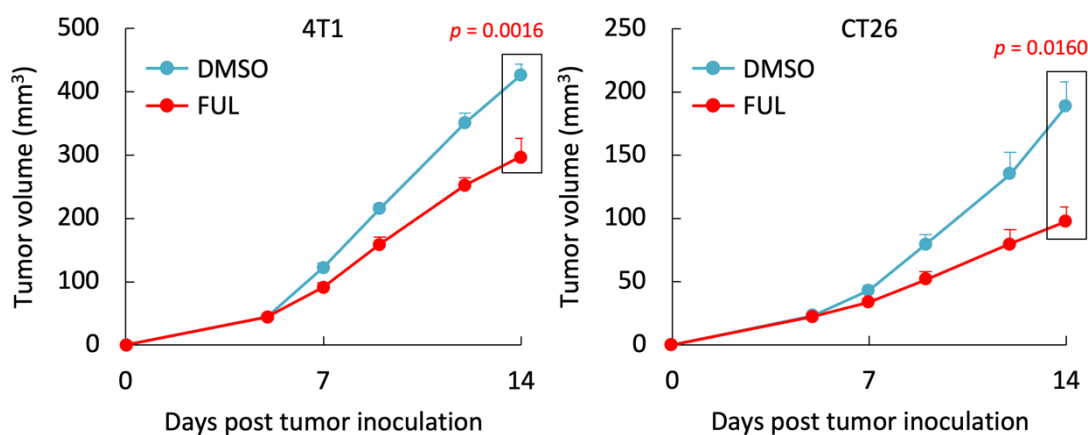 4T1
p = 0.0016
DMSO
FUL
Tumor volume (mm³)
500
400
300
200
100
0
0 7 14
Days post tumor inoculation
CT26
p = 0.0160
DMSO
FUL
Tumor volume (mm³)
250
200
150
100
50
0
0 7 14
Days post tumor inoculation